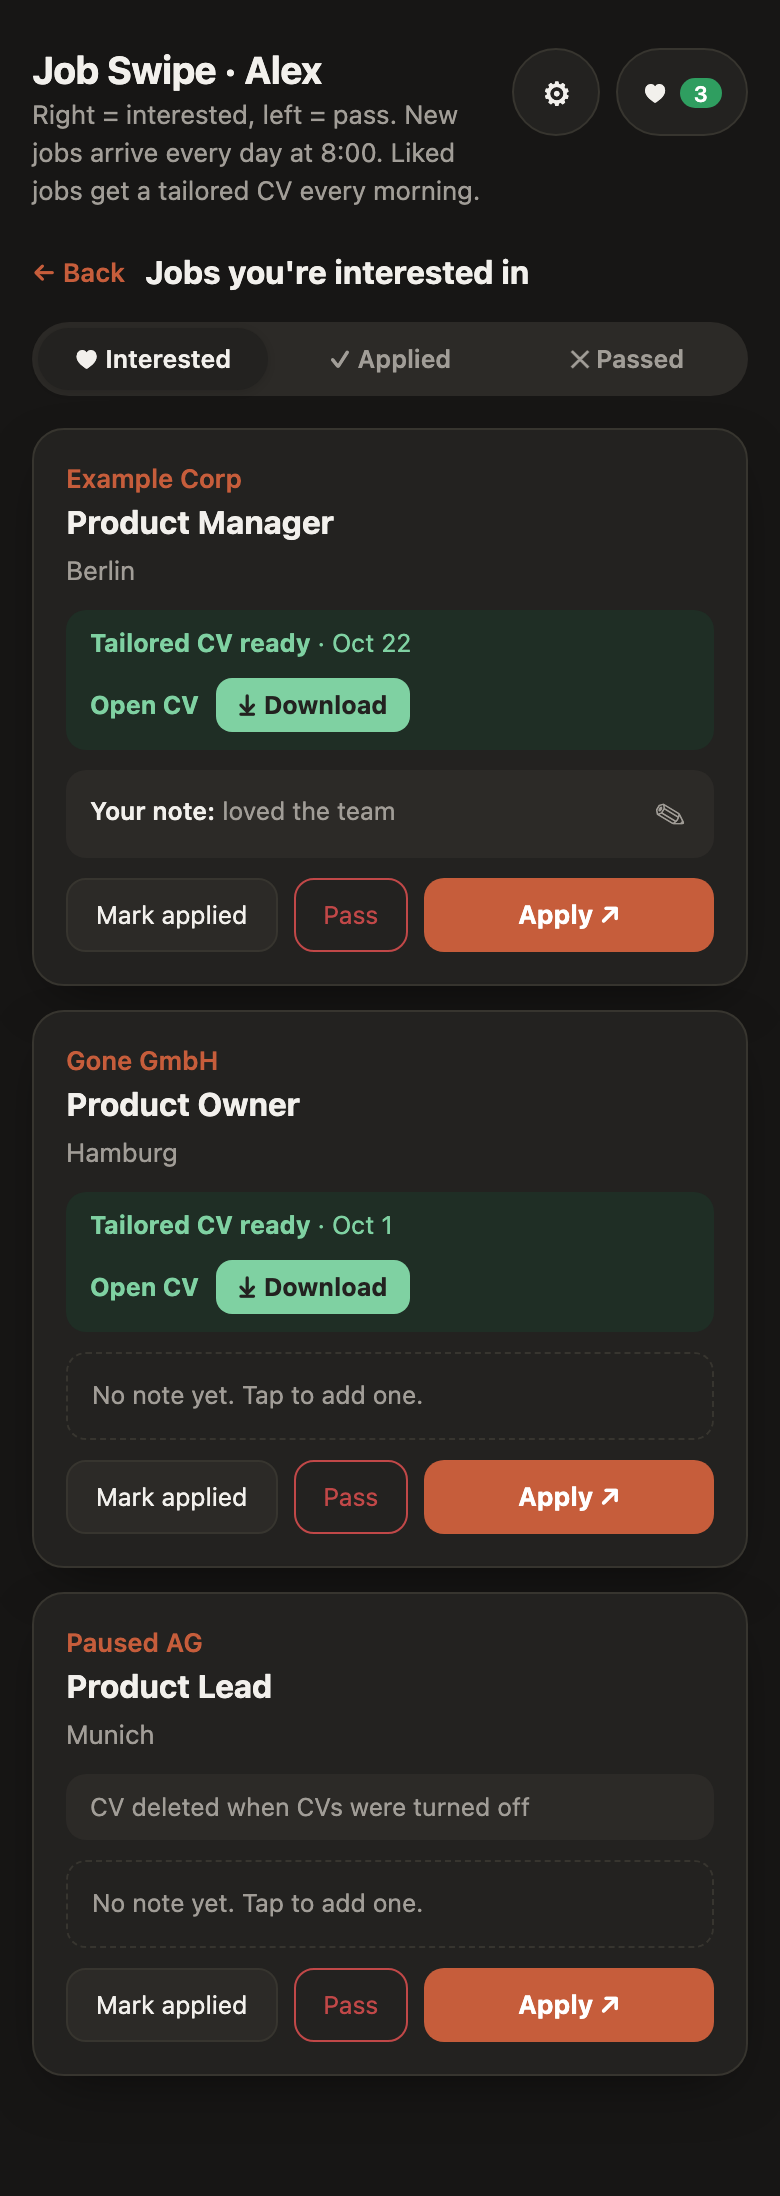 Job Swipe · Alex
Right = interested, left = pass. New
jobs arrive every day at 8:00. Liked
jobs get a tailored CV every morning.
⚙
♥ 3
← Back Jobs you're interested in
♥ Interested ✓ Applied ✕ Passed
Example Corp
Product Manager
Berlin
Tailored CV ready · Oct 22
Open CV ↓ Download
Your note: loved the team ✎
Mark applied Pass Apply ↗
Gone GmbH
Product Owner
Hamburg
Tailored CV ready · Oct 1
Open CV ↓ Download
No note yet. Tap to add one.
Mark applied Pass Apply ↗
Paused AG
Product Lead
Munich
CV deleted when CVs were turned off
No note yet. Tap to add one.
Mark applied Pass Apply ↗